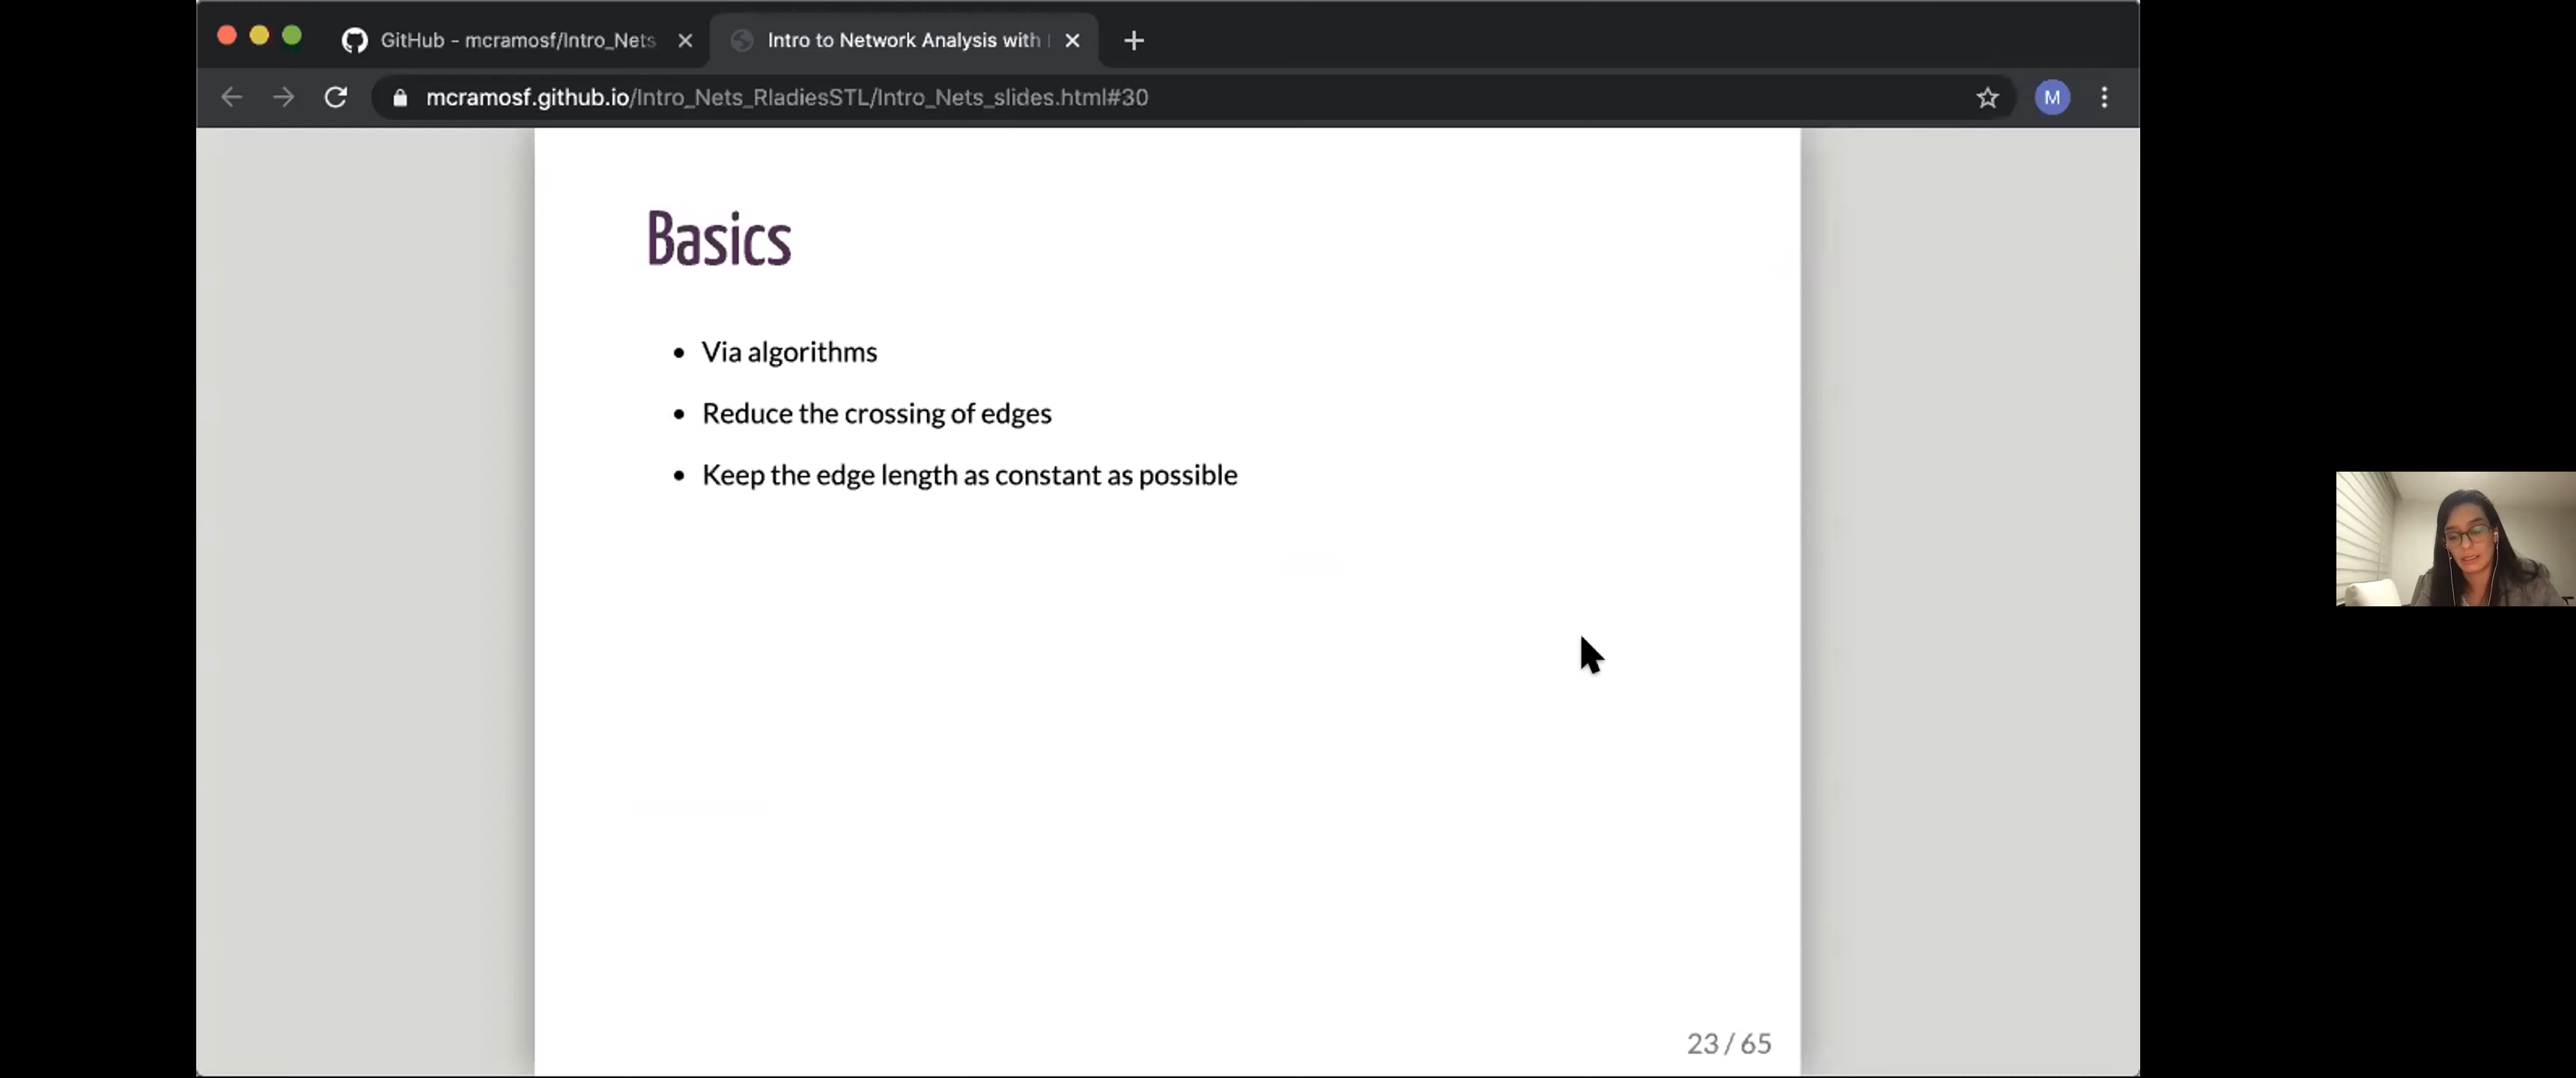 GitHub - mcramosf/Intro_Nets
Intro to Network Analysis with
mcramosf.github.io/Intro_Nets_RladiesSTL/Intro_Nets_slides.html#30
M
Basics
Via algorithms
Reduce the crossing of edges
Keep the edge length as constant as possible
23 / 65